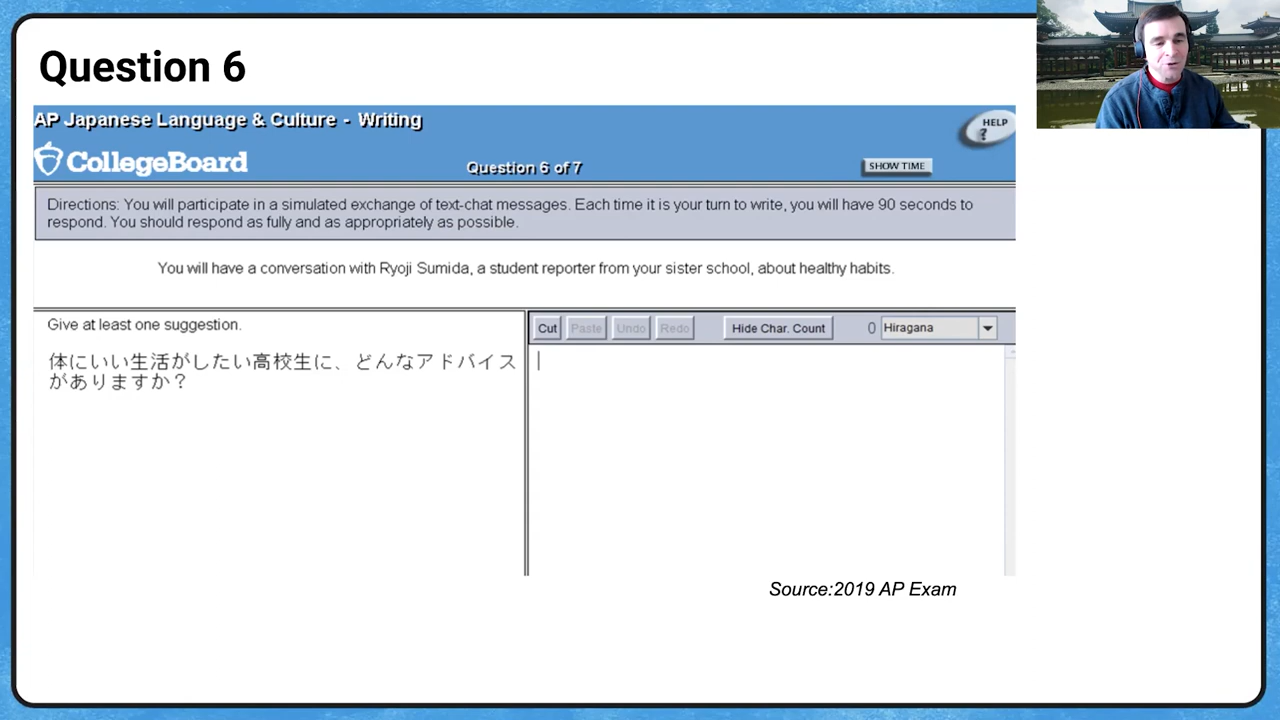 Question 6
AP Japanese Language & Culture - Writing
HELP
?
CollegeBoard
Question 6 of 7
SHOW TIME
Directions: You will participate in a simulated exchange of text-chat messages. Each time it is your turn to write, you will have 90 seconds to
respond. You should respond as fully and as appropriately as possible.
You will have a conversation with Ryoji Sumida, a student reporter from your sister school, about healthy habits.
Give at least one suggestion.
体にいい生活がしたい高校生に、どんなアドバイス
がありますか？
Cut Paste Undo Redo Hide Char. Count 0 Hiragana
Source:2019 AP Exam